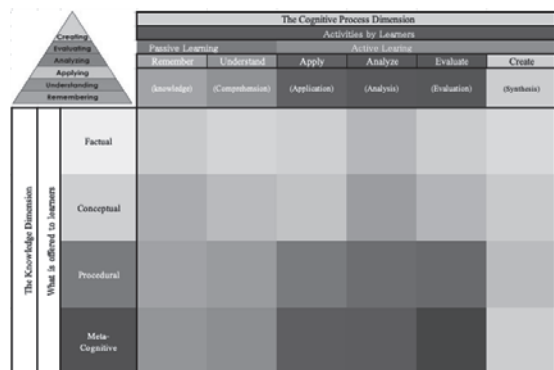 Creating
Evaluating
Analysing
Applying
Understanding
Remembering
The Cognitive Process Dimension
Activities by Learners
Passive Learning
Active Learing
Remember
Understand
Apply
Analyze
Evaluate
Create
(knowledge)
(Comprehension)
(Application)
(Analysis)
(Evaluation)
(Synthesis)
The Knowledge Dimension
What is offered to learners
Factual
Conceptual
Procedural
Meta-
Cognitive